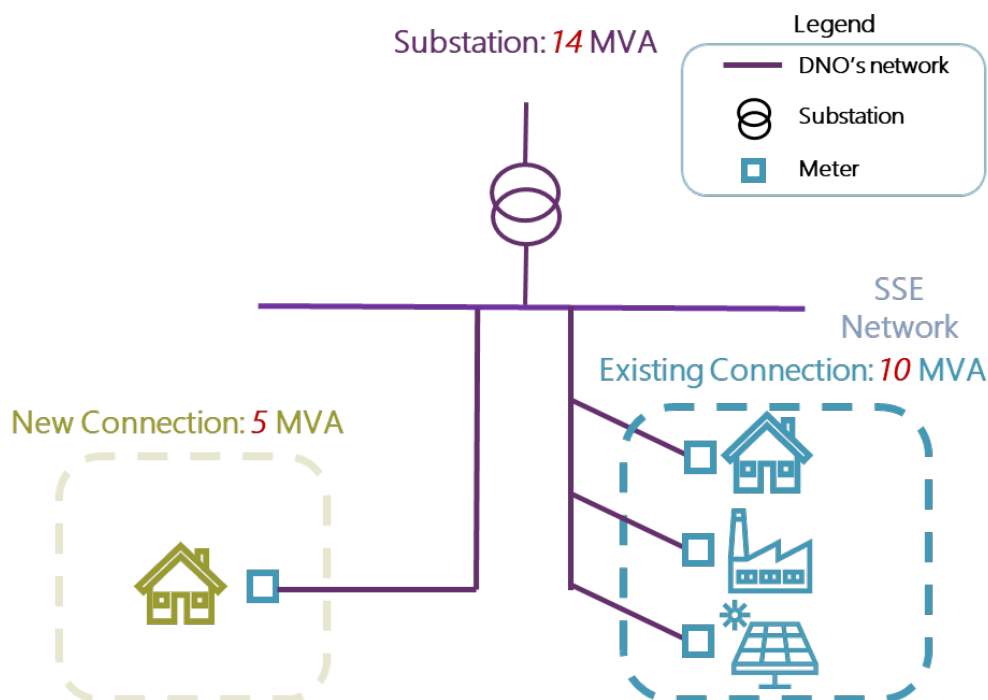 Substation: 14 MVA
Legend
DNO's network
Substation
Meter
SSE
Network
Existing Connection: 10 MVA
New Connection: 5 MVA